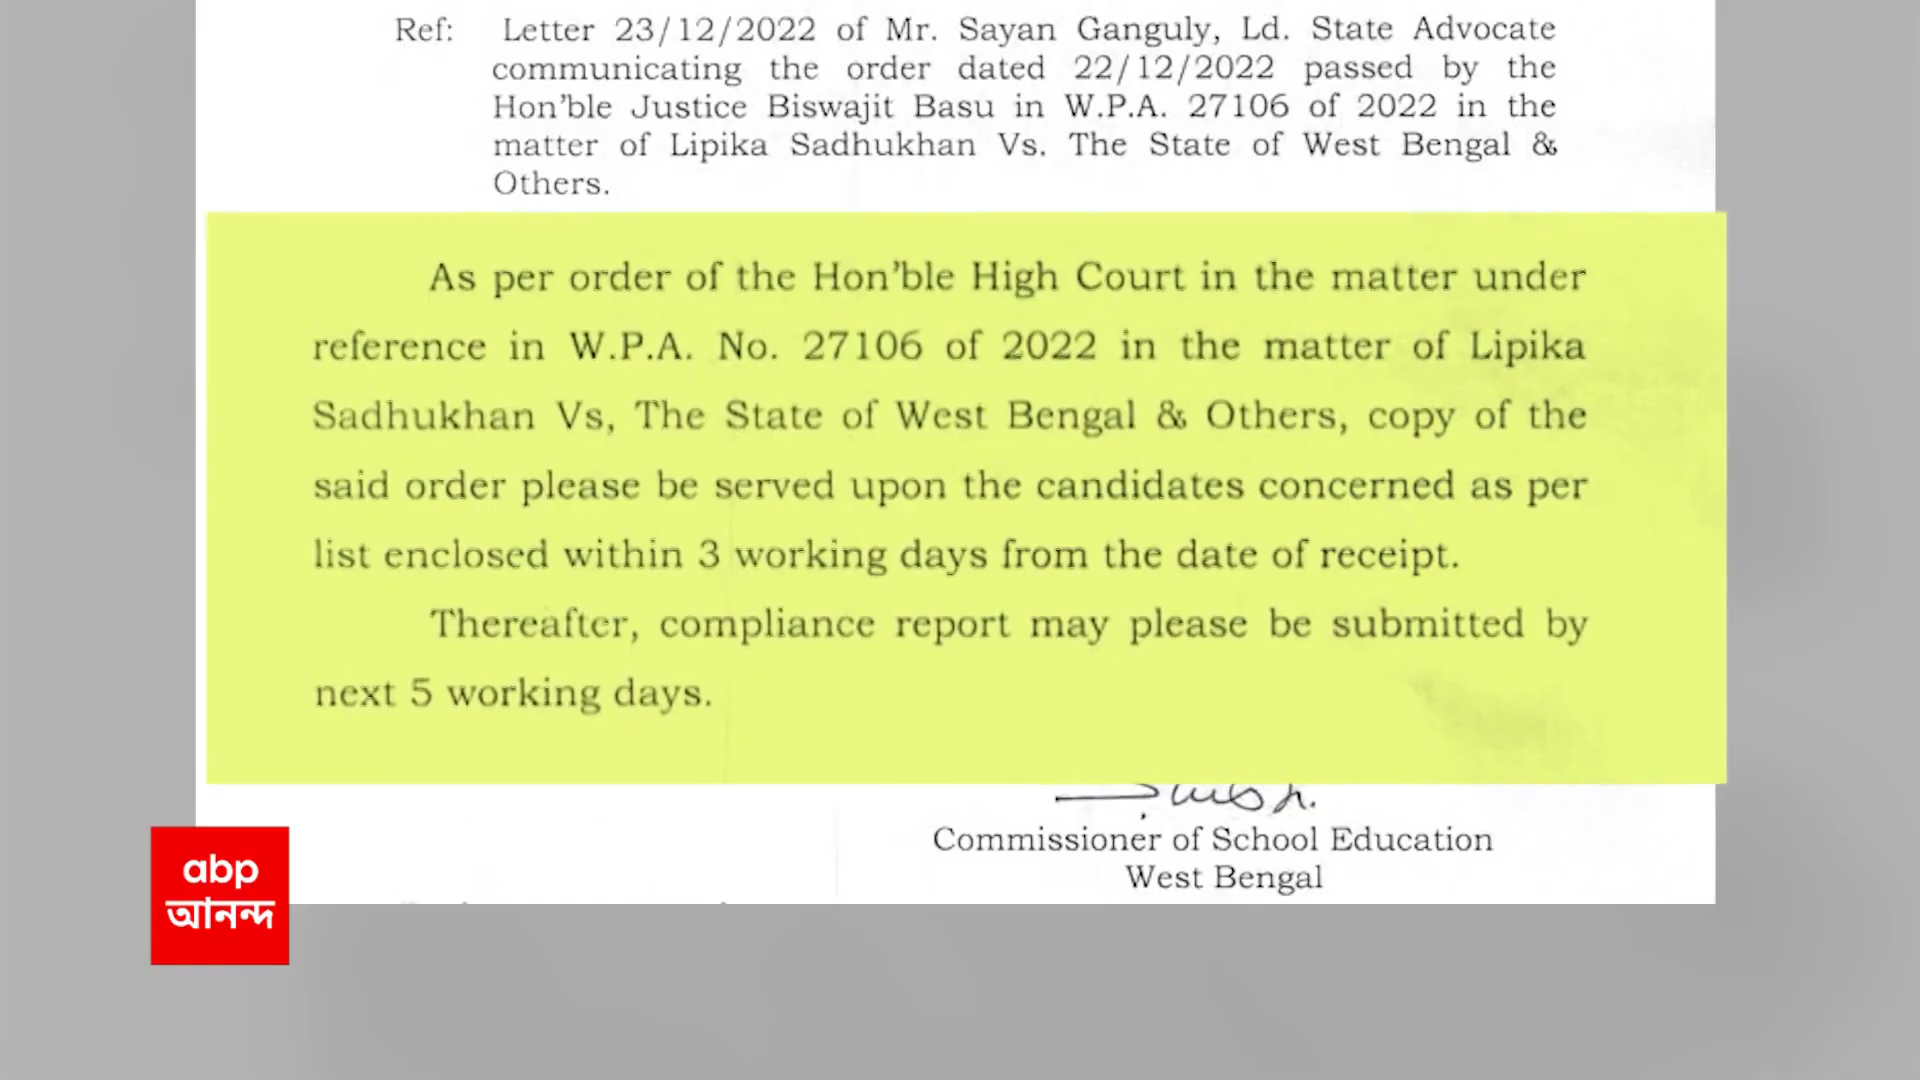 Ref: Letter 23/12/2022 of Mr. Sayan Ganguly, Ld. State Advocate
communicating the order dated 22/12/2022 passed by the
Hon'ble Justice Biswajit Basu in W.P.A. 27106 of 2022 in the
matter of Lipika Sadhukhan Vs. The State of West Bengal &
Others.
As per order of the Hon'ble High Court in the matter under
reference in W.P.A. No. 27106 of 2022 in the matter of Lipika
Sadhukhan Vs, The State of West Bengal & Others, copy of the
said order please be served upon the candidates concerned as per
list enclosed within 3 working days from the date of receipt.
Thereafter, compliance report may please be submitted by
next 5 working days.
Commissioner of School Education
West Bengal
abp
আনন্দ